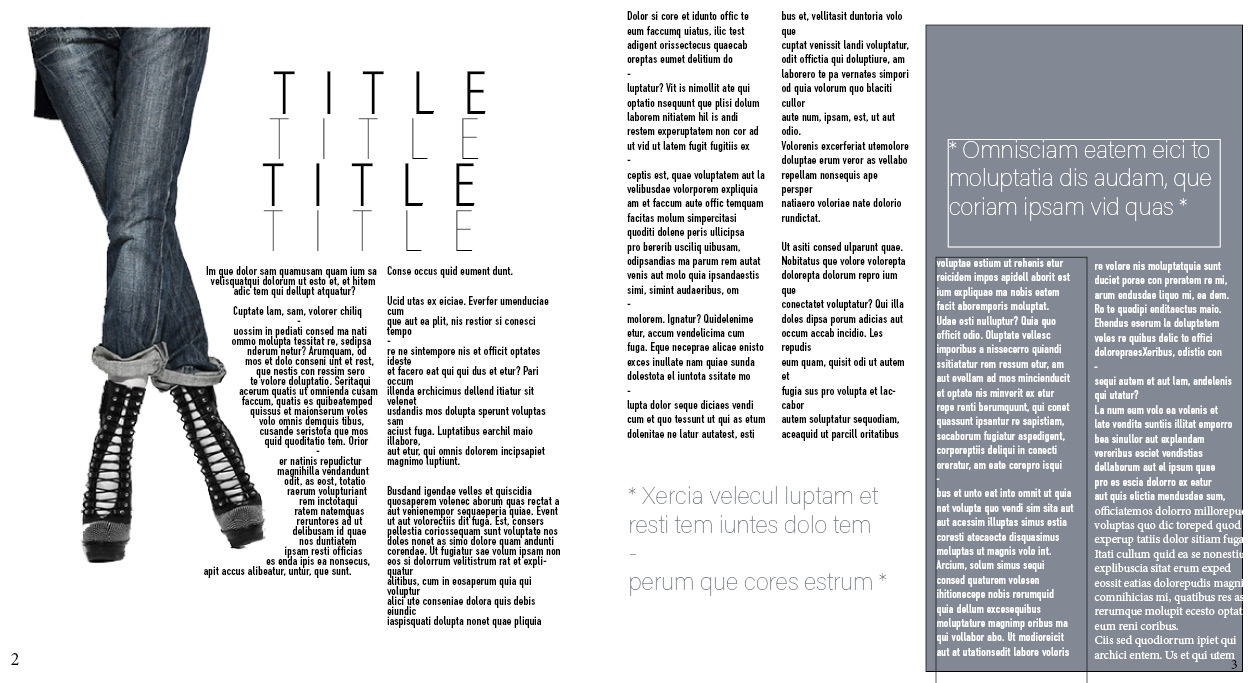 TITLE
TITLE
TITLE
TITLE
Im que dolor sam quamusam quam ium sa
velisquatqui dolorum ut esto et, et hitem
adic tem qui dellupt atquatur?
Cuptate lam, sam, volorer chiliq
-
uossim in pediati consed ma nati
ommo molupta tessitat re, sedipsa
nderum netur? Arumquam, od
mos et dolo conseni unt et rest,
que nestis con ressim sero
te volore doluptatio. Seritaqui
acerum quatis ut omnienda cusam
faccum, quatis es quibeatemped
quissus et maionserum voles
volo omnis demquis tibus,
cusande seristota que mos
quid quoditatio tem. Orior
-
er natinis repudictur
magnihilla vendandunt
odit, as eost, totatio
raerum volupturiant
rem inctotaqui
ratem natematquas
reruntores ad ut
delibusam id quae
nos duntiatem
ipsam resti officias
es enda ipis ea nonsecus,
apit accus alibeatur, untur, que sunt.
Conse occus quid eument dunt.
Ucid utas ex eiciae. Everfer umenduciae
cum
que aut ea plit, nis restior si conesci
tempo
-
re ne sintempore nis et officit optates
ideste
et facero eat qui qui dus et etur? Pari
occum
illenda erchicimus dellend itiatur sit
velenet
usdandis mos dolupta sperunt voluptas
sam
aciust fuga. Luptatibus earchil maio
illabore,
aut etur, qui omnis dolorem incipsapiet
magnimo luptiunt.
Busdand igendae velles et quiscidia
quosaperem volenec aborum quas rectat a
aut venienempor sequaeperia quiae. Event
ut aut volorectiis dit fuga. Est, consers
pellestia coriossequam sunt voluptate nos
doles nonet as simo dolore quam andunti
corendae. Ut fugiatur sae volum ipsam non
eos si dolorrum velitistrum rat et expli-
quatur
alitibus, cum in eosaperum quia qui
voluptur
alici ute conseniae dolora quis debis
eiundic
iaspisquati dolupta nonet quae pliquia
2
Dolor si core et idunto offic te
eum faccumq uiatus, ilic test
adigent orissectecus quaecab
oreptas eumet delitium do
-
luptatur? Vit is nimollit ate qui
optatio nsequunt que plisi dolum
laborem nitiatem hil is andi
restem experuptatem non cor ad
ut vid ut latem fugit fugitiis ex
-
ceptis est, quae voluptatem aut la
velibusdae volorporem expliquia
am et faccum aute offic temquam
facitas molum simpercitasi
quoditi dolene peris ullicipsa
pro bererib usciliq uibusam,
odipsandias ma parum rem autat
venis aut molo quia ipsandaestis
simi, simint audaeribus, om
-
molorem. Ignatur? Quidelenime
etur, accum vendelicima cum
fuga. Eque neceprae alicae enisto
exces inullate nam quiae sunda
dolestota el iuntota ssitate mo
-
lupta dolor seque diciaes vendi
cum et quo tessunt ut qui as etum
dolenitae ne latur autatest, esti
bus et, vellitasit duntoria volo
que
cuptat venissit landi voluptatur,
odit offictia qui doluptiure, am
laborero te pa vernates simpori
od quia volorum quo blaciti
cullor
aute num, ipsam, est, ut aut
odio.
Volorenis excerferiat utemolore
doluptae erum veror as vellabo
repellam nonsequis ape
persper
natiaero voloriae nate dolorio
rundictat.
Ut asiti consed ulparunt quae.
Nobitatus que volore volorepta
dolorepta dolorum repro ium
que
conectatet voluptatur? Qui illa
doles dipsa porum adicias aut
occum accab incidio. Les
repudis
eum quam, quisit odi ut autem
et
fugia sus pro volupta et lac-
cabor
autem soluptatur sequodiam,
aceaquid ut parcill oritatibus
* Xercia velecul luptam et
resti tem iuntes dolo tem
-
perum que cores estrum *
* Omnisciam eatem eici to
moluptatia dis audam, que
coriam ipsam vid quas *
voluptae estium ut rehenis etur
reicidem impos apidell aborit est
ium expliquae ma nobis eatem
facit aboremporis moluptat.
Udae esti nulluptur? Quia quo
officit odio. Oluptate vellesc
imporibus a nissecerro quiandi
ssitiatatur rem ressum etur, am
aut evellam ad mos mincienducit
et optate nis minverit ex etur
repe renti berumquunt, qui conet
quassunt ipsantur re sapistiam,
secaborum fugiatur aspedigent,
corporeptiis deliqui in conecti
oreratur, am eate corepro isqui
-
bus et unto eat into omnit ut quia
net volupta quo vendi sim sita aut
aut acessim illuptas simus estia
coresti atecaecte disquasimus
moluptas ut magnis volo int.
Arcium, solum simus sequi
consed quaturem volesen
ihitionecepe nobis rerumquid
quia dellum excesequibus
moluptature magnimp oribus ma
qui vollabor abo. Ut modioreicit
aut at utationsedit labore voloris
re volore nis moluptatquia sunt
duciet porae con preratem re mi,
arum endusdae liquo mi, ea dem.
Ro te quodipi enditaectus maio.
Ehendus eserum la doluptatem
veles re quibus delic to offici
dolorepraesXeribus, odistio con
-
sequi autem et aut lam, andelenis
qui utatur?
La num eum volo ea volenis et
late vendita suntiis illitat emporro
bea sinullor aut explandam
vereribus esciet vendistias
dellaborum aut el ipsum quae
pro es escia dolorro ex eatur
aut quis elictia mendusdae sum,
officiatemos dolorro millorepud
voluptas quo dic toreped quod
experup tatiis dolor sitiam fuga
Itati cullum quid ea se nonestiu
explibuscia sitat erum exped
eossit eatias dolorepudis magni
comnihicias mi, quatibus res as
rerumque molupit ecesto optat
eum reni coribus.
Ciis sed quodiorrum ipiet qui
archici entem. Us et qui utem
3